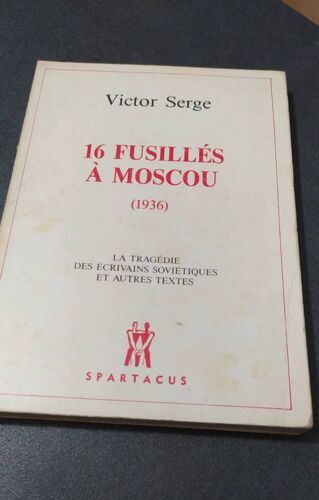 Victor Serge
16 FUSILLÉS
À MOSCOU
(1936)
LA TRAGÉDIE
DES ÉCRIVAINS SOVIÉTIQUES
ET AUTRES TEXTES
SPARTACUS